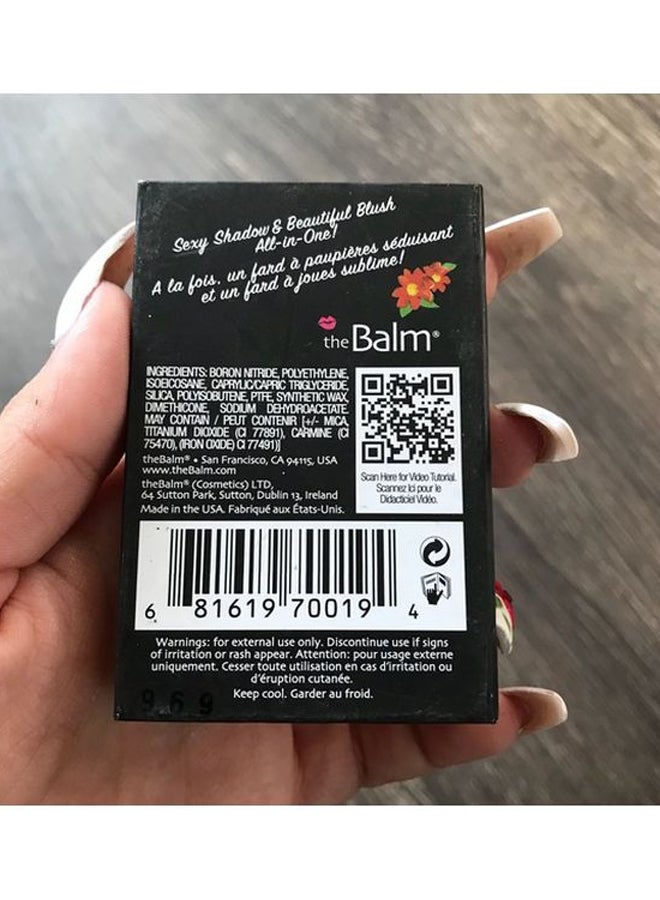 Sexy Shadow & Beautiful Blush
All-in-One!
A la fois, un fard à paupières séduisant
et un fard à joues sublime!
theBalm®
INGREDIENTS: BORON NITRIDE, POLYETHYLENE,
ISOEICOSANE, CAPRYLIC/CAPRIC TRIGLYCERIDE,
SILICA, POLYISOBUTENE, PTFE, SYNTHETIC WAX,
DIMETHICONE, SODIUM DEHYDROACETATE.
MAY CONTAIN / PEUT CONTENIR [+/- MICA,
TITANIUM DIOXIDE (CI 77891), CARMINE (CI
75470), (IRON OXIDE) CI 77491)]
theBalm® • San Francisco, CA 94115, USA
www.theBalm.com
theBalm® (Cosmetics) LTD,
64 Sutton Park, Sutton, Dublin 13, Ireland
Made in the USA. Fabriqué aux États-Unis.
Scan Here for Video Tutorial.
Scannez Ici pour le
Didacticiel Vidéo.
6 81619 70019 4
Warnings: for external use only. Discontinue use if signs
of irritation or rash appear. Attention: pour usage externe
uniquement. Cesser toute utilisation en cas d'irritation ou
d'éruption cutanée.
Keep cool. Garder au froid.
969